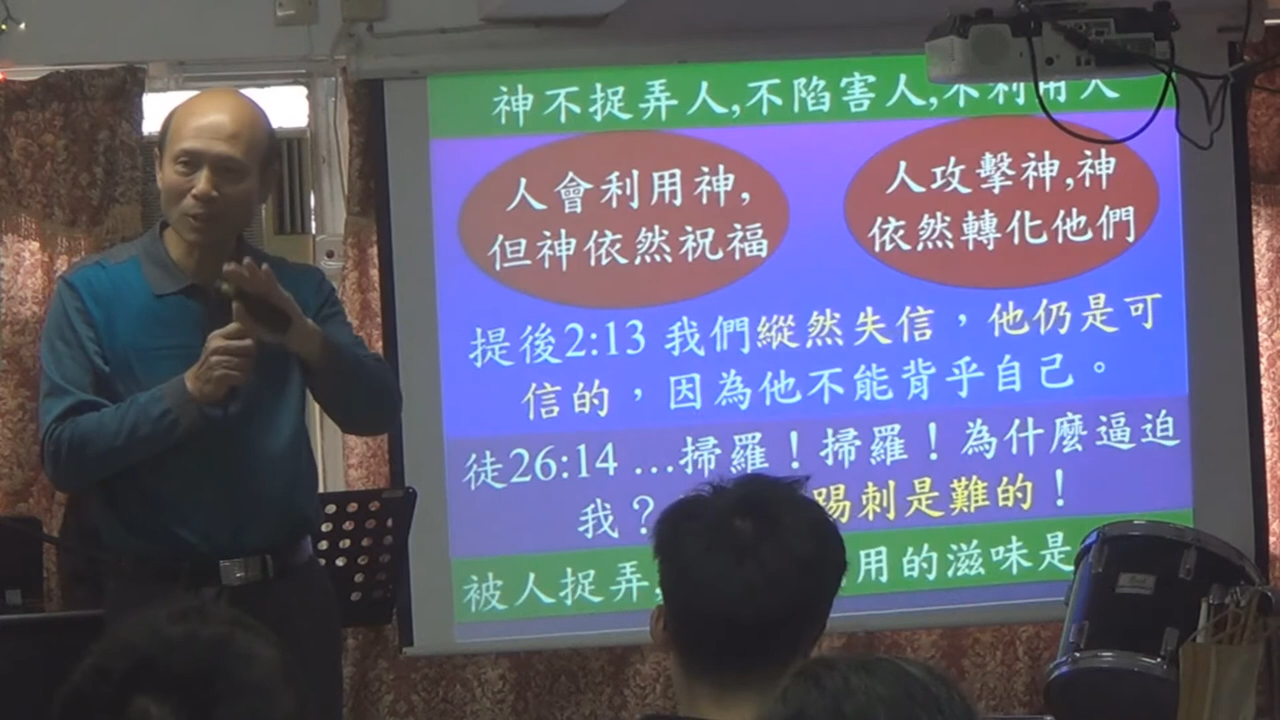 神不捉弄人,不陷害人,不利用人
人會利用神,
但神依然祝福
人攻擊神,神
依然轉化他們
提後2:13 我們縱然失信，他仍是可
信的，因為他不能背乎自己。
徒26:14 …掃羅！掃羅！為什麼逼迫
我？ 踢刺是難的！
被人捉弄, 用的滋味是